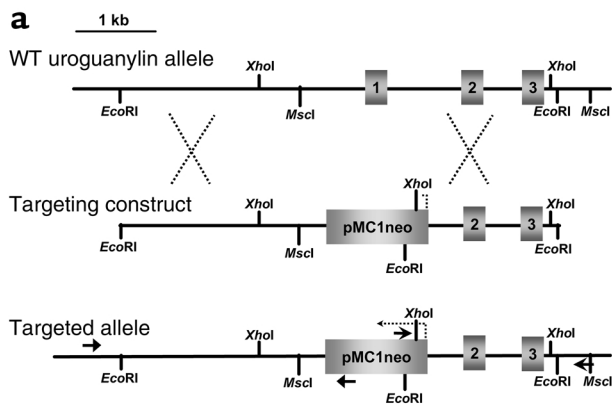 a
1 kb
WT uroguanylin allele
XhoI
XhoI
1
2
3
EcoRI
MscI
EcoRI
MscI
Targeting construct
XhoI
XhoI
XhoI
pMC1neo
2
3
EcoRI
MscI
EcoRI
EcoRI
Targeted allele
XhoI
XhoI
XhoI
pMC1neo
2
3
EcoRI
MscI
EcoRI
EcoRI
MscI